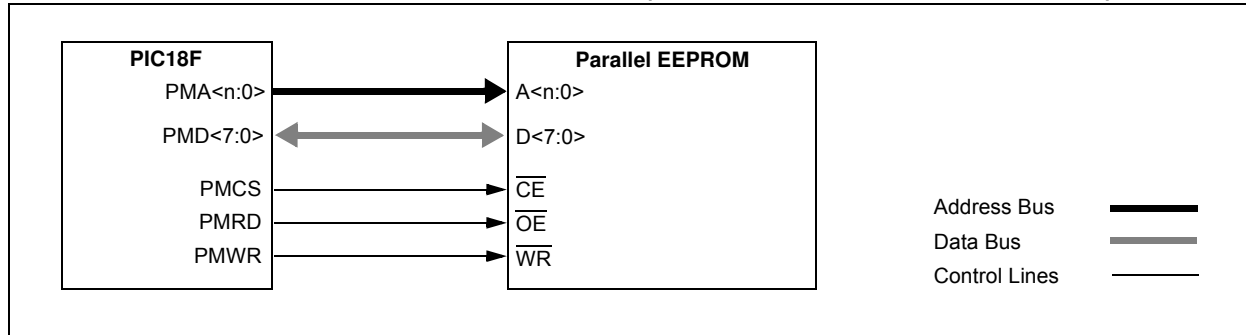 PIC18F
Parallel EEPROM
PMA<n:0>
A<n:0>
PMD<7:0>
D<7:0>
PMCS
CE
PMRD
OE
PMWR
WR
Address Bus
Data Bus
Control Lines